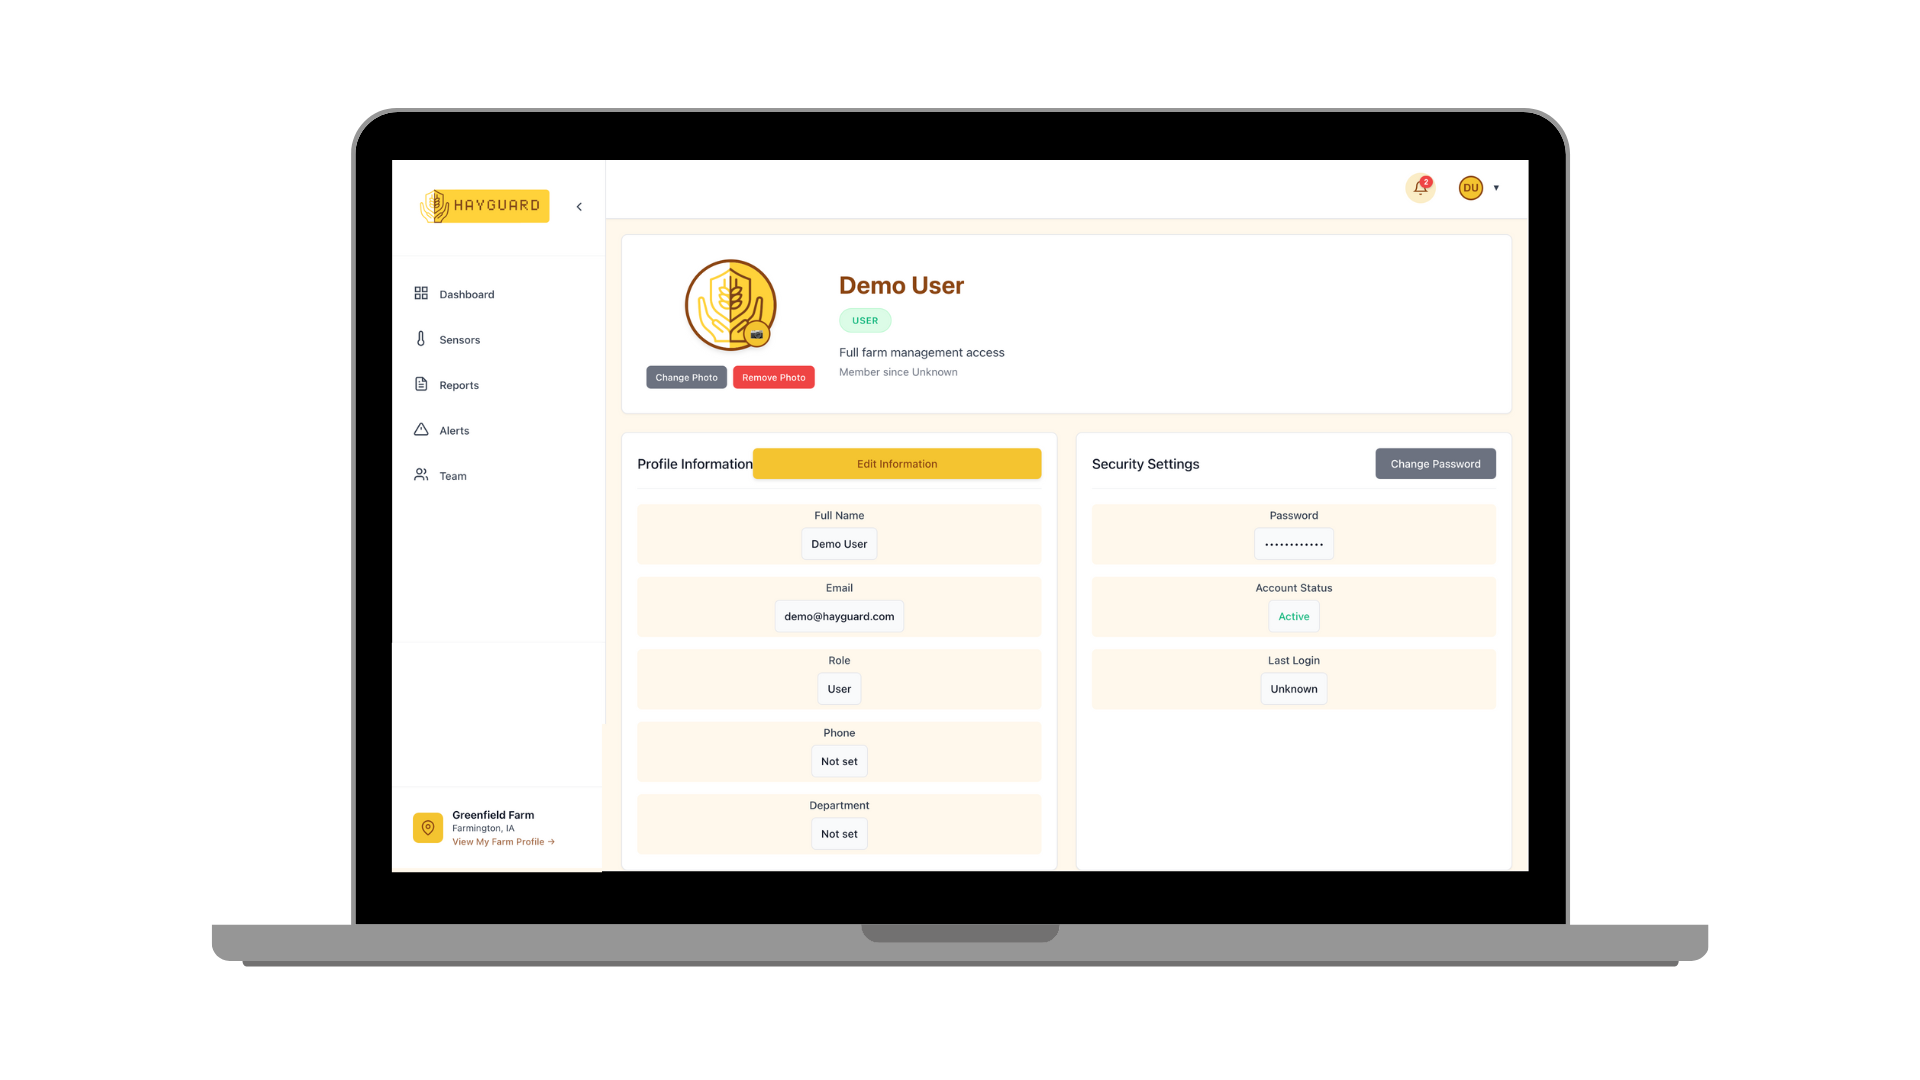 HAYGUARD
2
DU
Dashboard
Sensors
Reports
Alerts
Team
Greenfield Farm
Farmington, IA
View My Farm Profile →
Demo User
USER
Full farm management access
Member since Unknown
Change Photo
Remove Photo
Profile Information
Edit Information
Full Name
Demo User
Email
demo@hayguard.com
Role
User
Phone
Not set
Department
Not set
Security Settings
Change Password
Password
••••••••••••
Account Status
Active
Last Login
Unknown